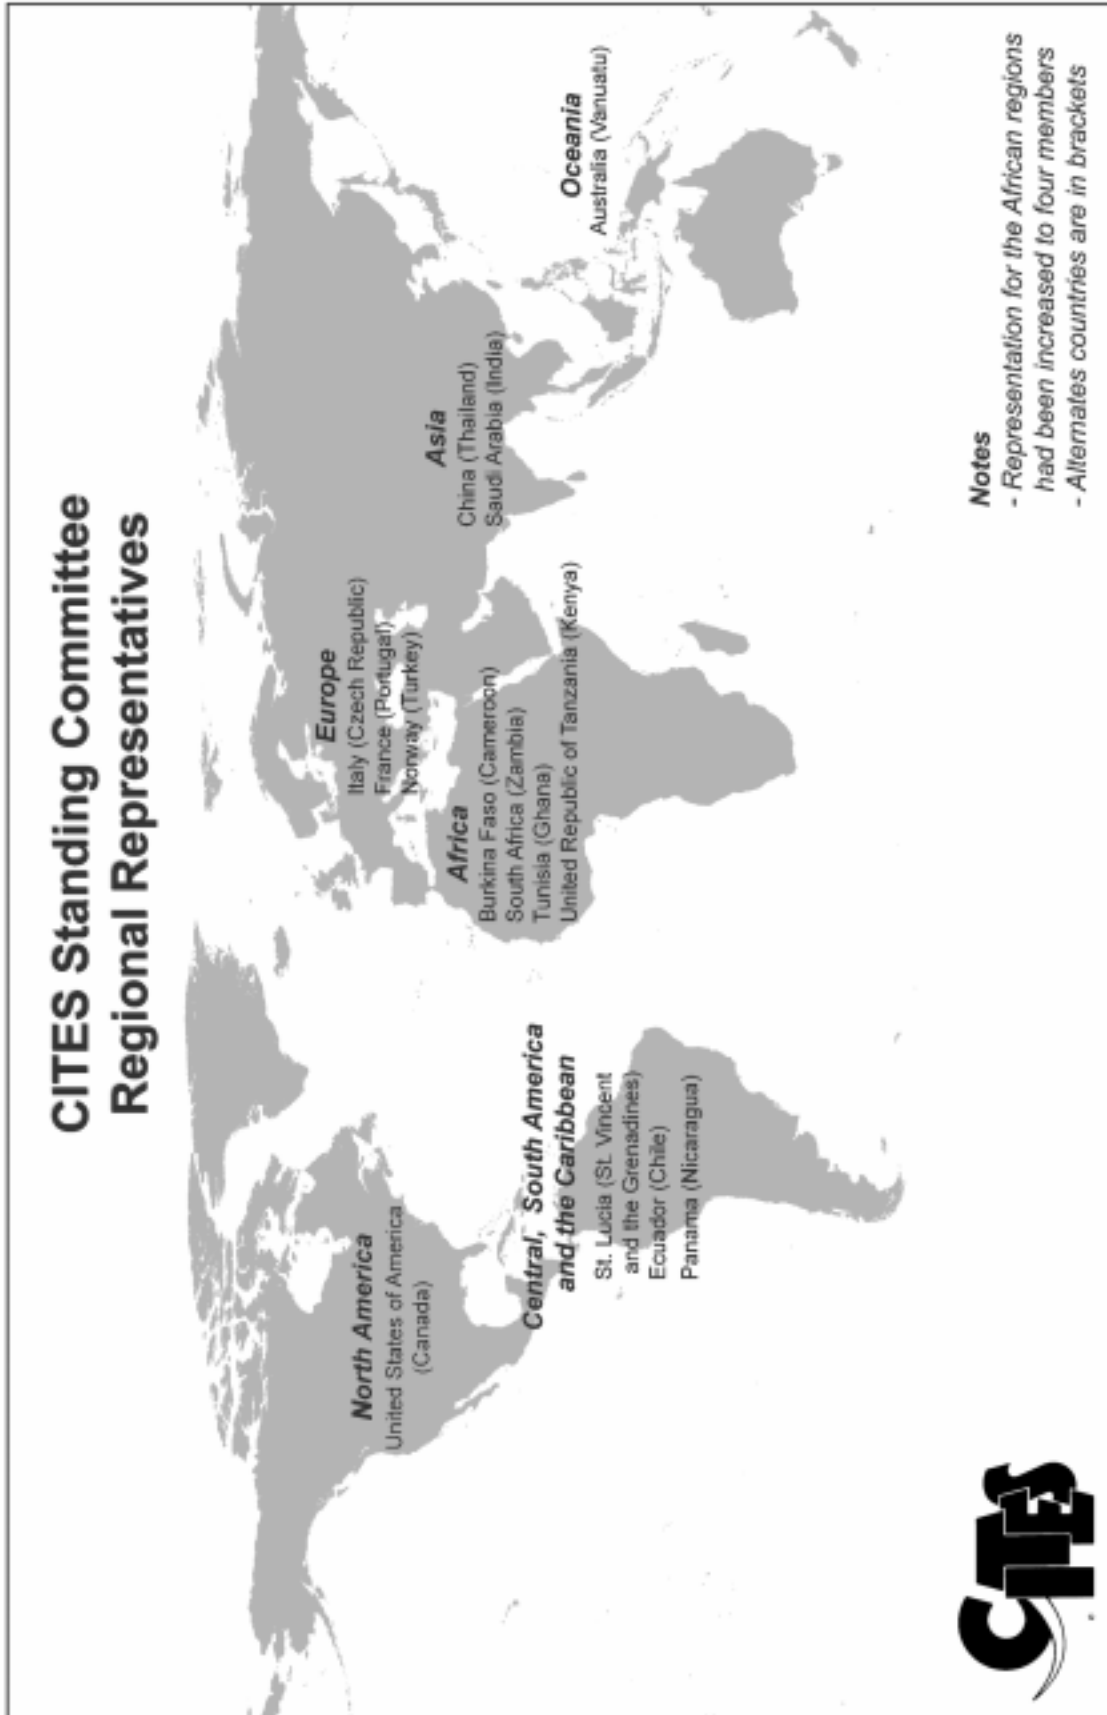 CITES Standing Committee
Regional Representatives
North America
United States of America
(Canada)
Central, South America
and the Caribbean
St. Lucia (St. Vincent
and the Grenadines)
Ecuador (Chile)
Panama (Nicaragua)
Europe
Italy (Czech Republic)
France (Portugal)
Norway (Turkey)
Africa
Burkina Faso (Cameroon)
South Africa (Zambia)
Tunisia (Ghana)
United Republic of Tanzania (Kenya)
Asia
China (Thailand)
Saudi Arabia (India)
Oceania
Australia (Vanuatu)
Notes
- Representation for the African regions
had been increased to four members
- Alternates countries are in brackets
CITES